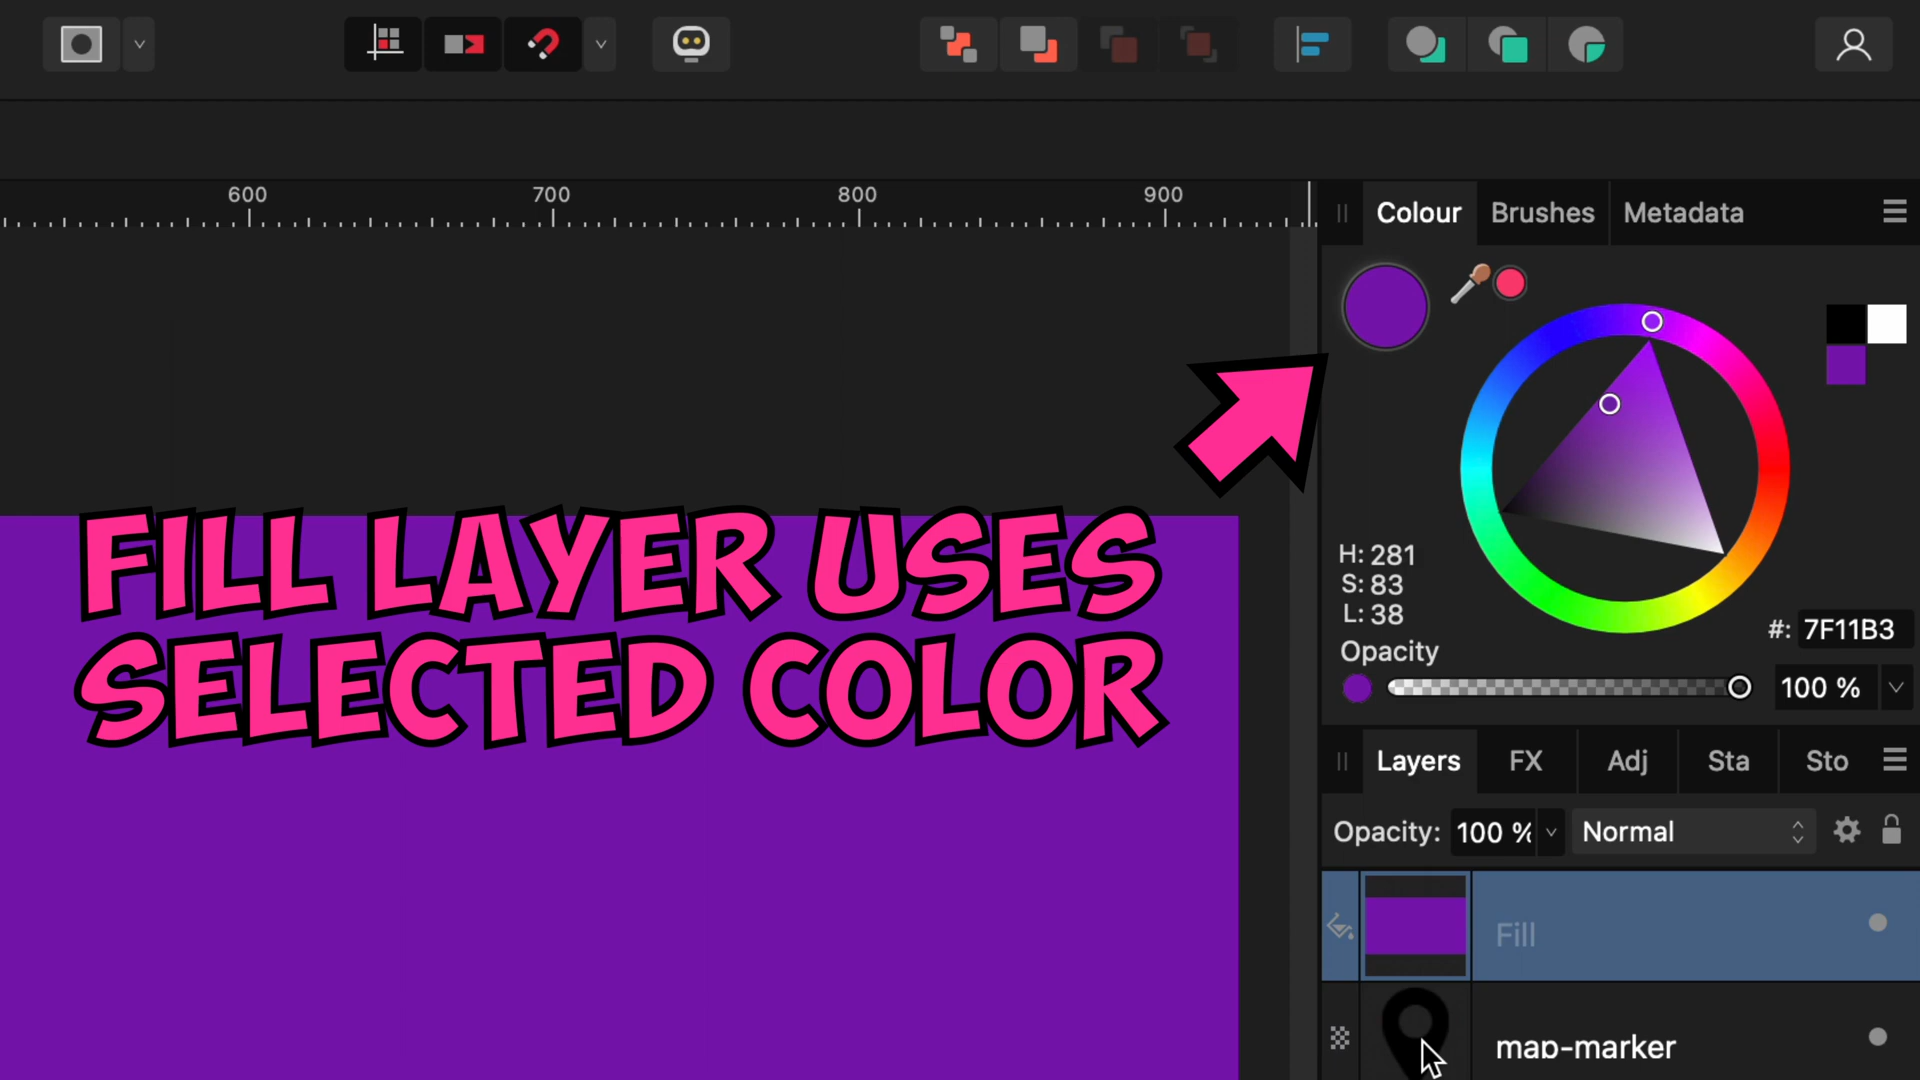 600 700 800 900
Colour Brushes Metadata
H: 281
S: 83
L: 38
#: 7F11B3
Opacity
100 %
FILL LAYER USES
SELECTED COLOR
Layers FX Adj Sta Sto
Opacity: 100 % Normal
Fill
map-marker